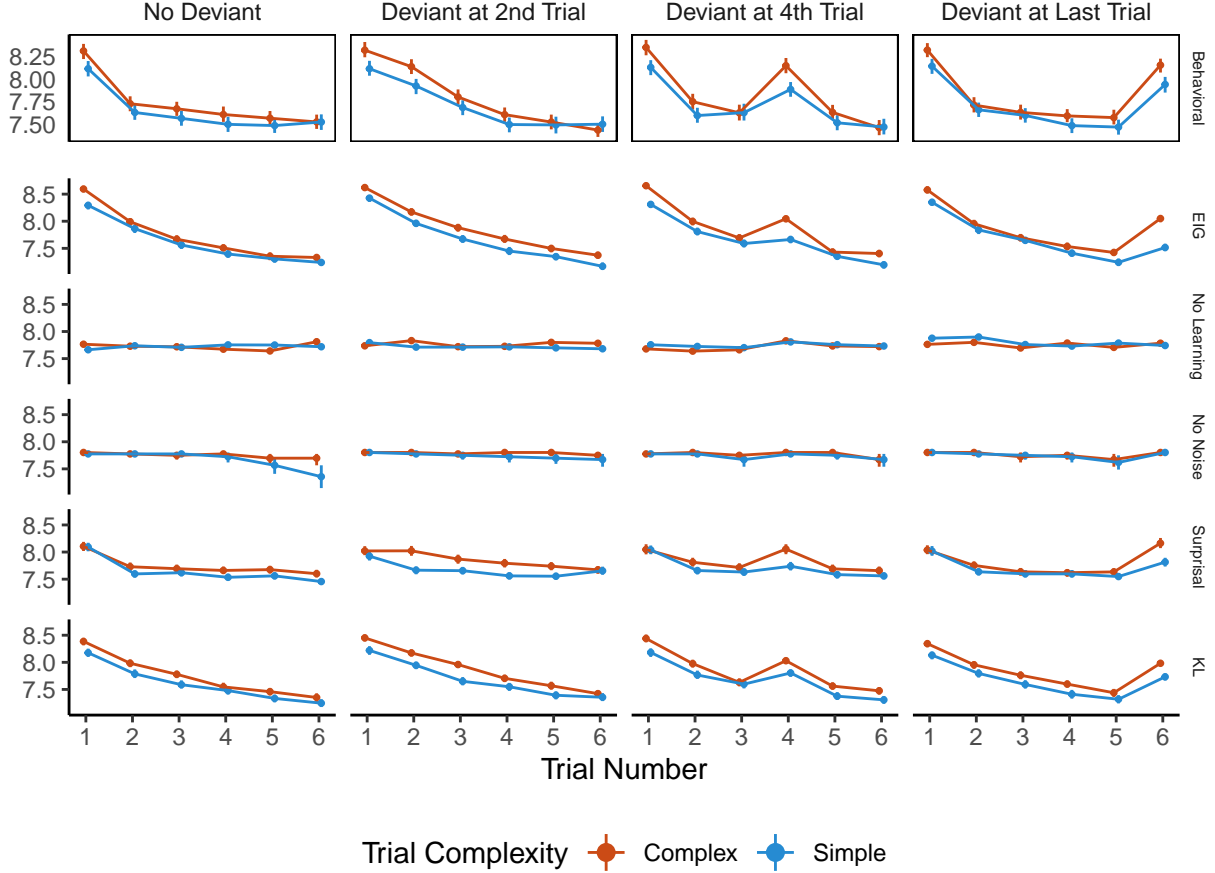 No Deviant
Deviant at 2nd Trial
Deviant at 4th Trial
Deviant at Last Trial
8.25
8.00
7.75
7.50
Behavioral
8.5
8.0
7.5
EIG
8.5
8.0
7.5
No Learning
8.5
8.0
7.5
No Noise
8.5
8.0
7.5
Surprisal
8.5
8.0
7.5
KL
1 2 3 4 5 6
1 2 3 4 5 6
1 2 3 4 5 6
1 2 3 4 5 6
Trial Number
Trial Complexity Complex Simple